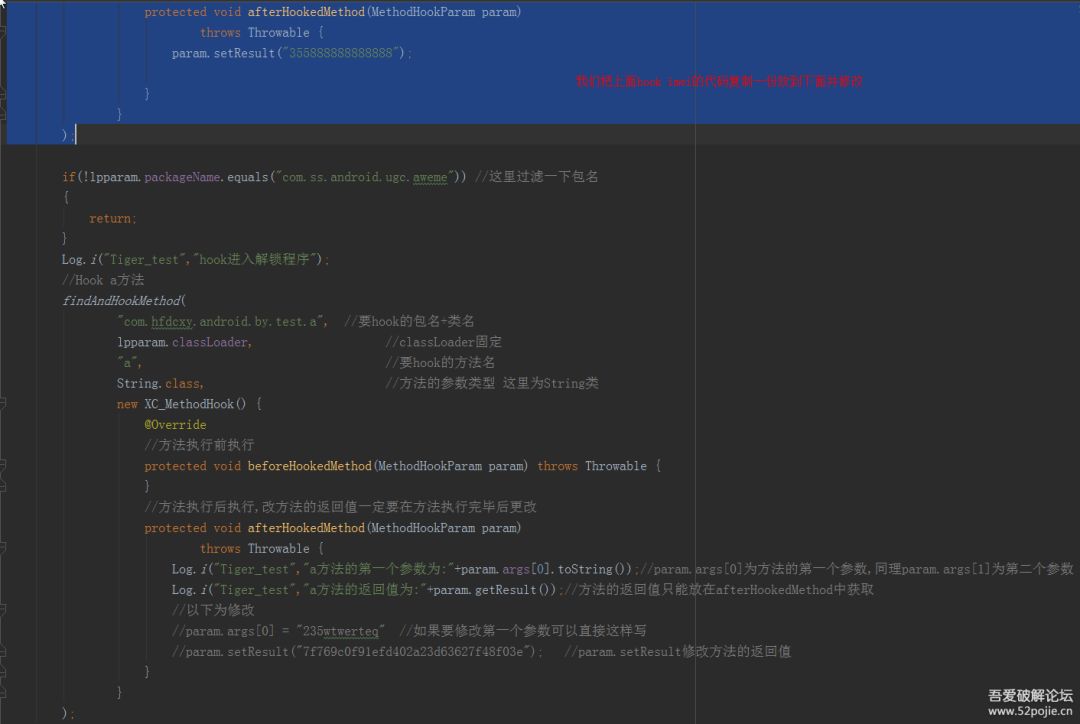 protected void afterHookedMethod(MethodHookParam param)
throws Throwable {
param.setResult("355888888888888");
我们把上面hook imei的代码复制一份放到下面并修改
}
}
);
if(!lpparam.packageName.equals("com.ss.android.ugc.aweme")) //这里过滤一下包名
{
return;
}
Log.i("Tiger_test","hook进入解锁程序");
//Hook a方法
findAndHookMethod(
"com.hfdcxy.android.by.test.a", //要hook的包名+类名
lpparam.classLoader, //classLoader固定
"a", //要hook的方法名
String.class, //方法的参数类型 这里为String类
new XC_MethodHook() {
@Override
//方法执行前执行
protected void beforeHookedMethod(MethodHookParam param) throws Throwable {
}
//方法执行后执行,改方法的返回值一定要在方法执行完毕后更改
protected void afterHookedMethod(MethodHookParam param)
throws Throwable {
Log.i("Tiger_test","a方法的第一个参数为:"+param.args[0].toString());//param.args[0]为方法的第一个参数,同理param.args[1]为第二个参数
Log.i("Tiger_test","a方法的返回值为:"+param.getResult());//方法的返回值只能放在afterHookedMethod中获取
//以下为修改
//param.args[0] = "235wtwerteq" //如果要修改第一个参数可以直接这样写
//param.setResult("7f769c0f91efd402a23d63627f48f03e"); //param.setResult修改方法的返回值
}
}
);
吾爱破解论坛
www.52pojie.cn